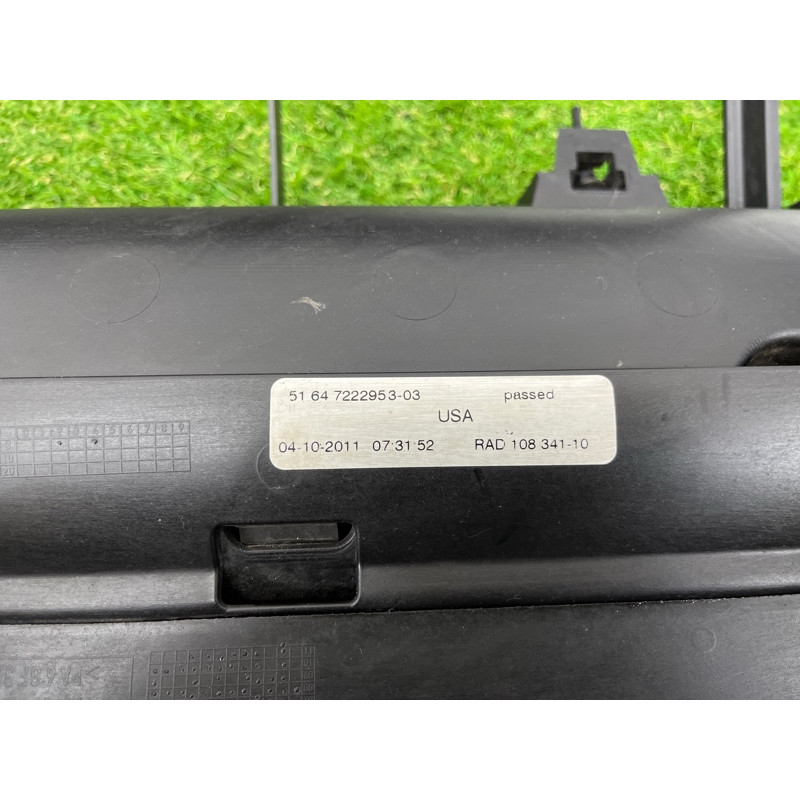 51 64 7222953-03 passed
USA
04-10-2011 07:31:52 RAD 108 341-10